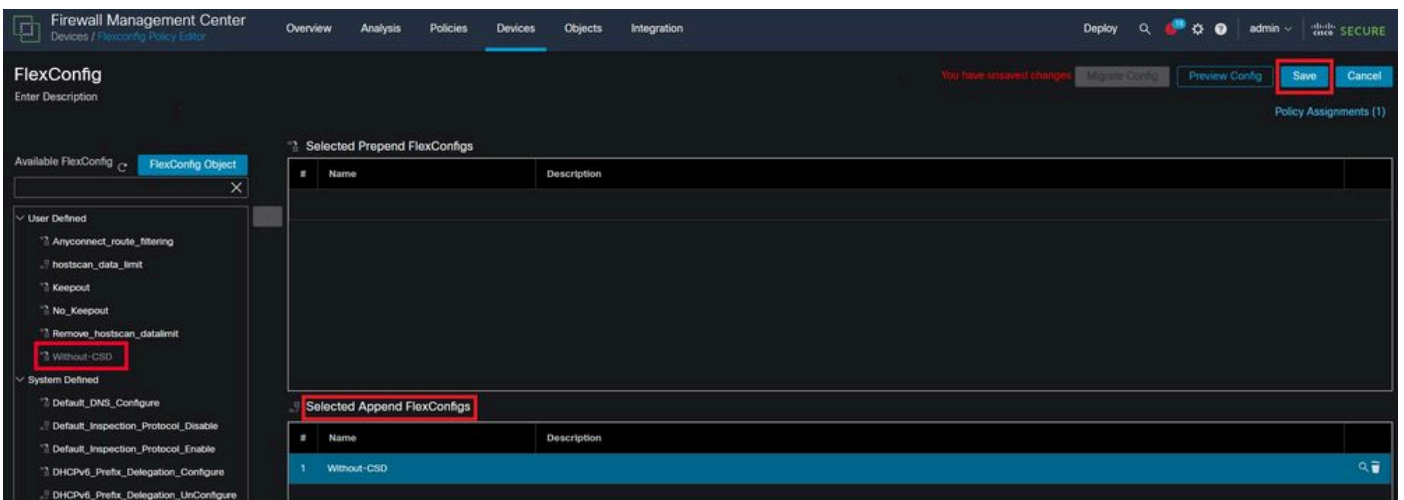 Firewall Management Center
Devices / Flexconfig Policy Editor
Overview Analysis Policies Devices Objects Integration
Deploy 19 admin cisco SECURE
FlexConfig
Enter Description
You have unsaved changes Migrate Config Preview Config Save Cancel
Policy Assignments (1)
Available FlexConfig FlexConfig Object
Selected Prepend FlexConfigs
# Name Description
User Defined
Anyconnect_route_filtering
hostscan_data_limit
Keepout
No_Keepout
Remove_hostscan_datalimit
Without-CSD
System Defined
Default_DNS_Configure
Default_Inspection_Protocol_Disable
Default_Inspection_Protocol_Enable
DHCPv6_Prefix_Delegation_Configure
DHCPv6_Prefix_Delegation_UnConfigure
Selected Append FlexConfigs
# Name Description
1 Without-CSD